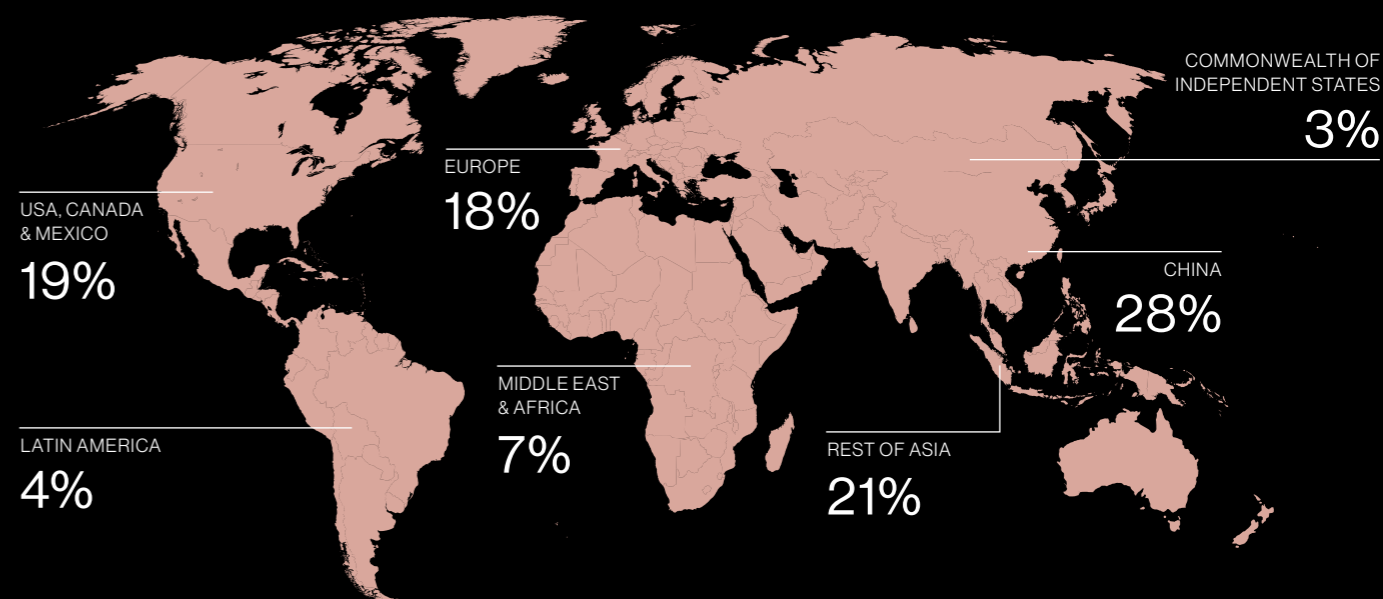 COMMONWEALTH OF
INDEPENDENT STATES
3%
EUROPE
18%
USA, CANADA
& MEXICO
19%
CHINA
28%
MIDDLE EAST
& AFRICA
7%
LATIN AMERICA
4%
REST OF ASIA
21%